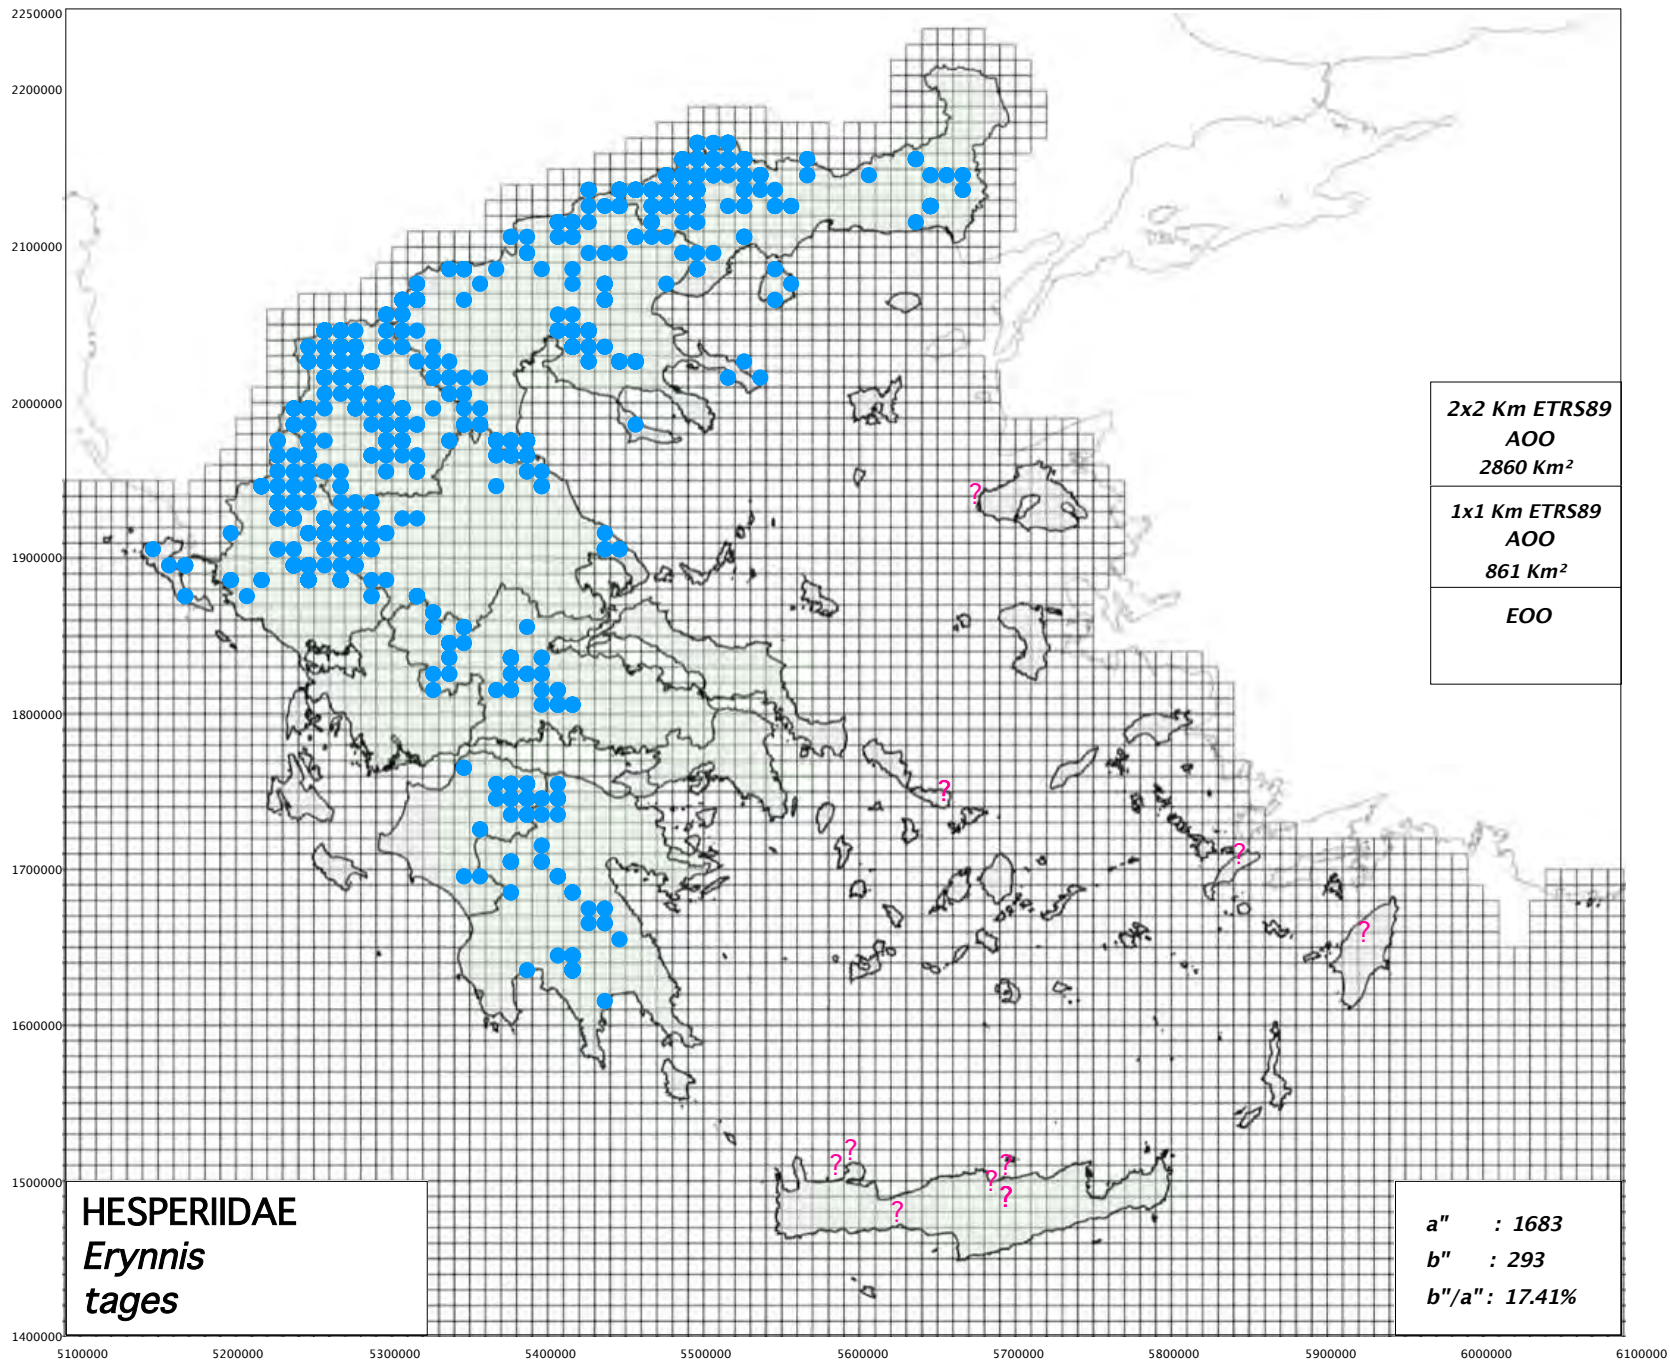 2250000
2200000
2100000
2000000
1900000
1800000
1700000
1600000
1500000
1400000
5100000 5200000 5300000 5400000 5500000 5600000 5700000 5800000 5900000 6000000 6100000
2x2 Km ETRS89
AOO
2860 Km²
1x1 Km ETRS89
AOO
861 Km²
EOO
?
?
?
?
?
?
?
?
?
?
HESPERIIDAE
Erynnis
tages
a" : 1683
b" : 293
b"/a" : 17.41%